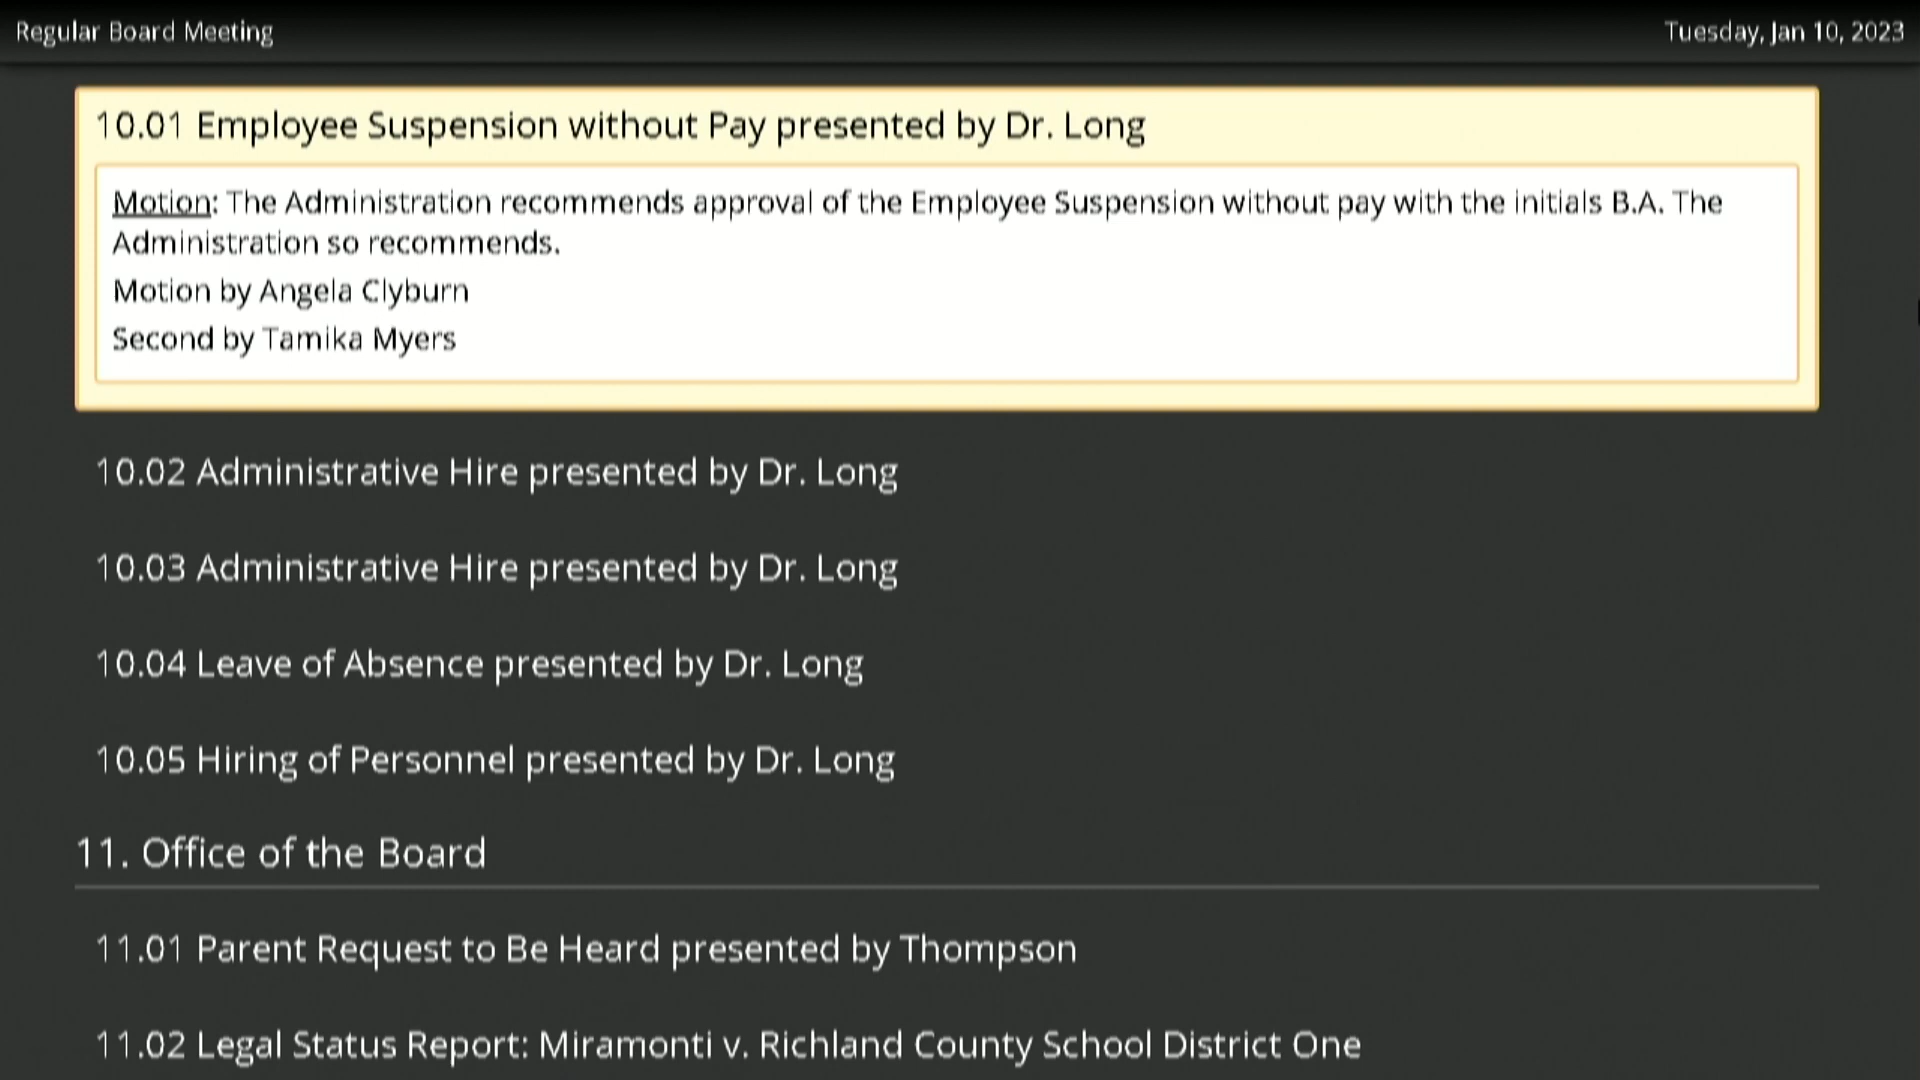 Regular Board Meeting
Tuesday, Jan 10, 2023
10.01 Employee Suspension without Pay presented by Dr. Long
Motion: The Administration recommends approval of the Employee Suspension without pay with the initials B.A. The
Administration so recommends.
Motion by Angela Clyburn
Second by Tamika Myers
10.02 Administrative Hire presented by Dr. Long
10.03 Administrative Hire presented by Dr. Long
10.04 Leave of Absence presented by Dr. Long
10.05 Hiring of Personnel presented by Dr. Long
11. Office of the Board
11.01 Parent Request to Be Heard presented by Thompson
11.02 Legal Status Report: Miramonti v. Richland County School District One